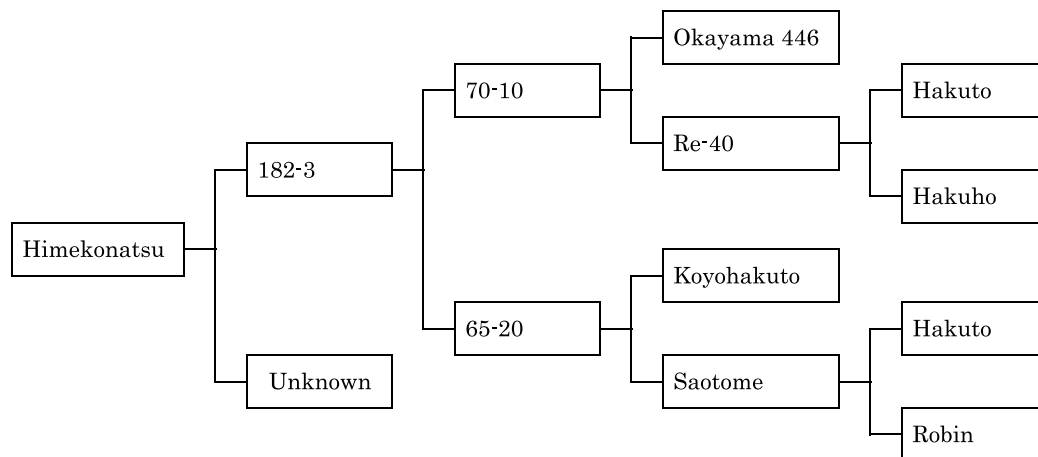 Okayama 446
70-10
Hakuto
Re-40
182-3
Hakuho
Himekonatsu
Koyohakuto
65-20
Hakuto
Unknown
Saotome
Robin